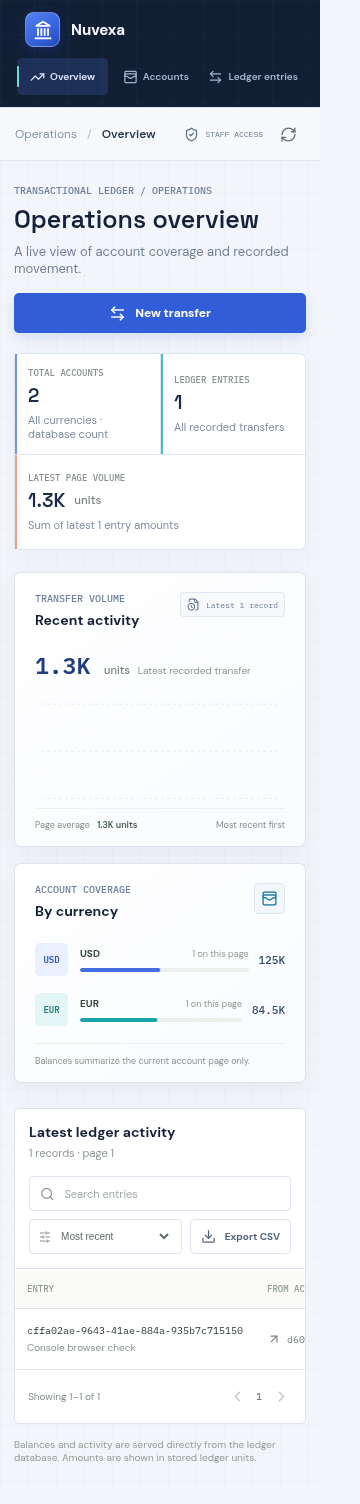 Nuvexa
Overview
Accounts
Ledger entries
Operations / Overview
STAFF ACCESS
TRANSACTIONAL LEDGER / OPERATIONS
Operations overview
A live view of account coverage and recorded
movement.
New transfer
TOTAL ACCOUNTS
2
All currencies ·
database count
LEDGER ENTRIES
1
All recorded transfers
LATEST PAGE VOLUME
1.3K units
Sum of latest 1 entry amounts
TRANSFER VOLUME
Recent activity
Latest 1 record
1.3K units Latest recorded transfer
Page average 1.3K units
Most recent first
ACCOUNT COVERAGE
By currency
USD
USD
1 on this page
125K
EUR
EUR
1 on this page
84.5K
Balances summarize the current account page only.
Latest ledger activity
1 records · page 1
Search entries
Most recent
Export CSV
ENTRY
FROM AC
cffa02ae-9643-41ae-884a-935b7c715150
Console browser check
d60
Showing 1–1 of 1
1
Balances and activity are served directly from the ledger
database. Amounts are shown in stored ledger units.